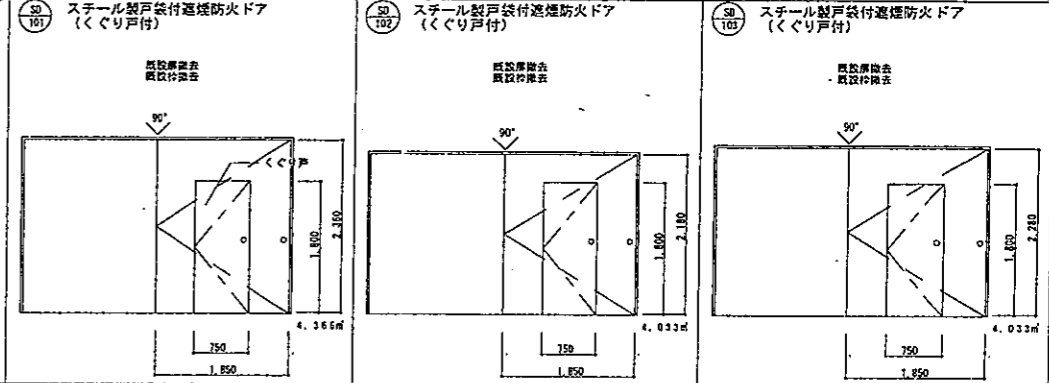 SD
101
スチール製戸袋付遮煙防火ドア
(くぐり戸付)
既設扉撤去
既設枠撤去
90°
くぐり戸
1,800
2,360
4.366㎡
750
1,850
SD
102
スチール製戸袋付遮煙防火ドア
(くぐり戸付)
既設扉撤去
既設枠撤去
90°
1,800
2,180
4.033㎡
750
1,850
SD
103
スチール製戸袋付遮煙防火ドア
(くぐり戸付)
既設扉撤去
既設枠撤去
90°
1,800
2,280
4.033㎡
750
1,850